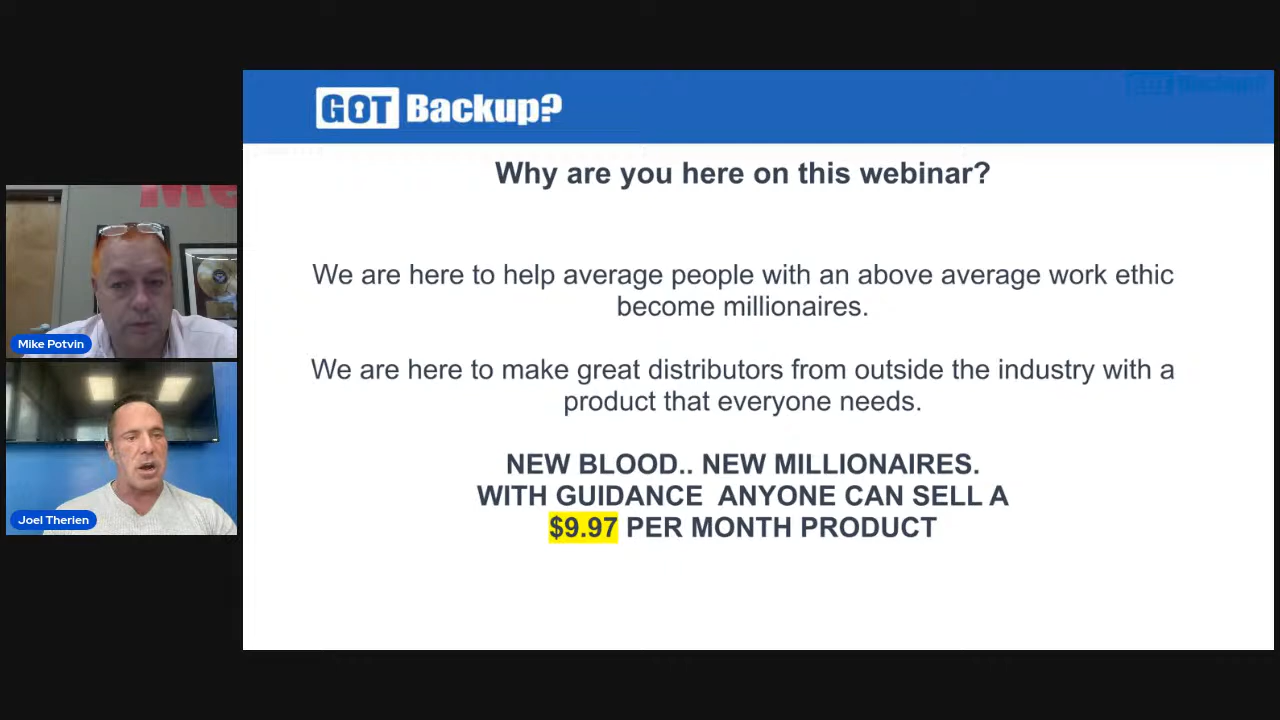 GOT Backup?
GOT Backup?
Why are you here on this webinar?
We are here to help average people with an above average work ethic
become millionaires.
We are here to make great distributors from outside the industry with a
product that everyone needs.
NEW BLOOD.. NEW MILLIONAIRES.
WITH GUIDANCE ANYONE CAN SELL A
$9.97 PER MONTH PRODUCT
Me
Mike Potvin
Joel Therien